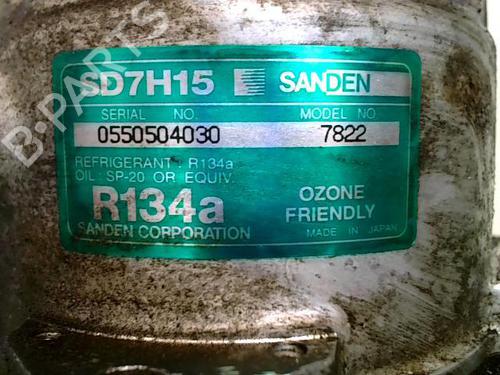 SD7H15 SANDEN
SERIAL NO. MODEL NO
0550504030 7822
REFRIGERANT : R134a
OIL : SP-20 OR EQUIV.
R134a OZONE
FRIENDLY
SANDEN CORPORATION MADE IN JAPAN
B-PARTS